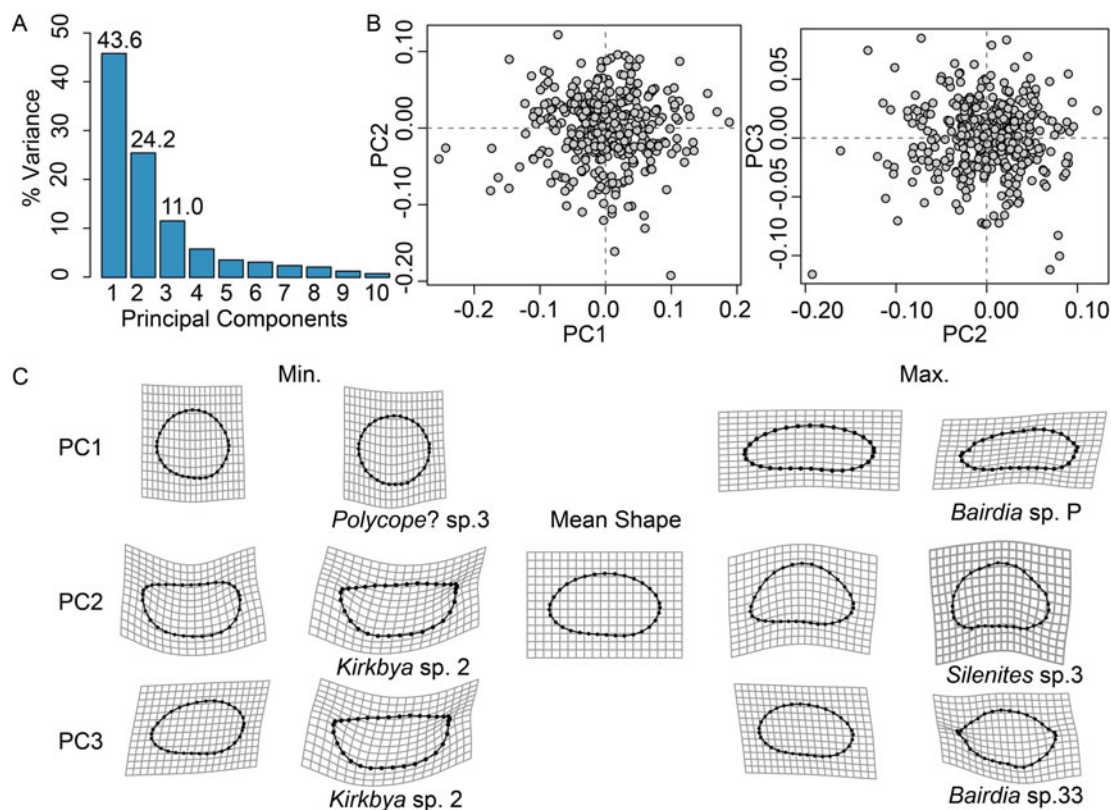 A
% Variance
50
40
30
20
10
0
43.6
24.2
11.0
1 2 3 4 5 6 7 8 9 10
Principal Components
B
PC2
0.10
0.00
-0.10
-0.20
-0.2 -0.1 0.0 0.1 0.2
PC1
PC3
0.05
0.00
-0.05
-0.10
-0.20 -0.10 0.00 0.10
PC2
C
Min. Max.
PC1
Polycope? sp.3 Mean Shape Bairdia sp. P
PC2
Kirkbya sp. 2 Silenites sp.3
PC3
Kirkbya sp. 2 Bairdia sp.33